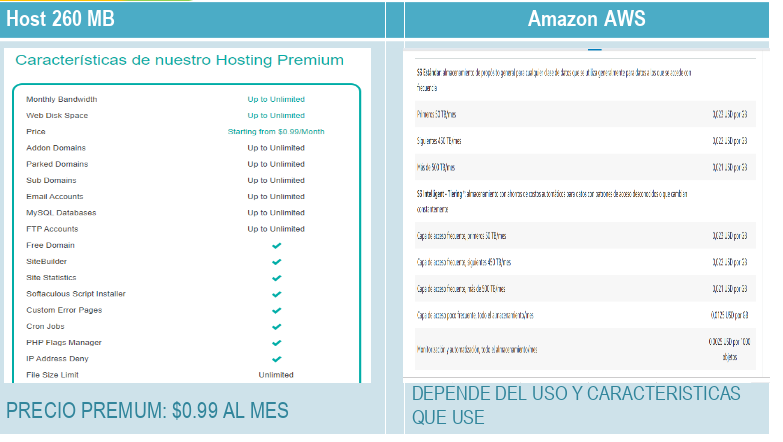 Host 260 MB
Amazon AWS
Características de nuestro Hosting Premium
Monthly Bandwidth Up to Unlimited
Web Disk Space Up to Unlimited
Price Starting from $0.99/Month
Addon Domains Up to Unlimited
Parked Domains Up to Unlimited
Sub Domains Up to Unlimited
Email Accounts Up to Unlimited
MySQL Databases Up to Unlimited
FTP Accounts Up to Unlimited
Free Domain
SiteBuilder
Site Statistics
Softaculous Script Installer
Custom Error Pages
Cron Jobs
PHP Flags Manager
IP Address Deny
File Size Limit Unlimited
PRECIO PREMUM: $0.99 AL MES
S3 Estándar almacenamiento de propósito general para cualquier clase de datos que se utiliza generalmente para datos a los que se accede con
frecuencia
Primeros 50 TB/mes 0,023 USD por GB
Siguientes 450 TB/mes 0,022 USD por GB
Más de 500 TB/mes 0,021 USD por GB
S3 Intelligent - Tiering * almacenamiento con ahorros de costos automáticos para datos con patrones de acceso desconocidos o que cambian
constantemente
Capa de acceso frecuente, primeros 50 TB/mes 0,023 USD por GB
Capa de acceso frecuente, siguientes 450 TB/mes 0,022 USD por GB
Capa de acceso frecuente, más de 500 TB/mes 0,021 USD por GB
Capa de acceso poco frecuente, todo el almacenamiento/mes 0,0125 USD por GB
Monitorización y automatización, todo el almacenamiento/mes 0,0025 USD por 1000
objetos
DEPENDE DEL USO Y CARACTERISTICAS
QUE USE